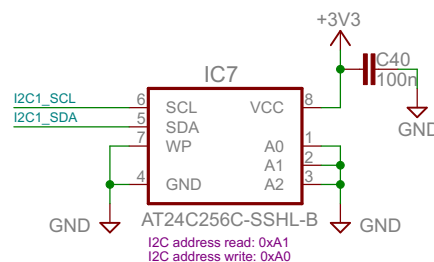 +3V3
IC7
C40
100n
I2C1_SCL 6 SCL VCC 8
I2C1_SDA 5 SDA
GND
7 WP A0 1
A1 2
4 GND A2 3
GND
GND
AT24C256C-SSHL-B
I2C address read: 0xA1
I2C address write: 0xA0